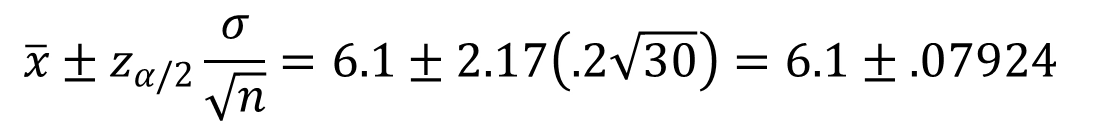 x̄ ± z_{α/2} σ/√n = 6.1 ± 2.17(.2√30) = 6.1 ± .07924